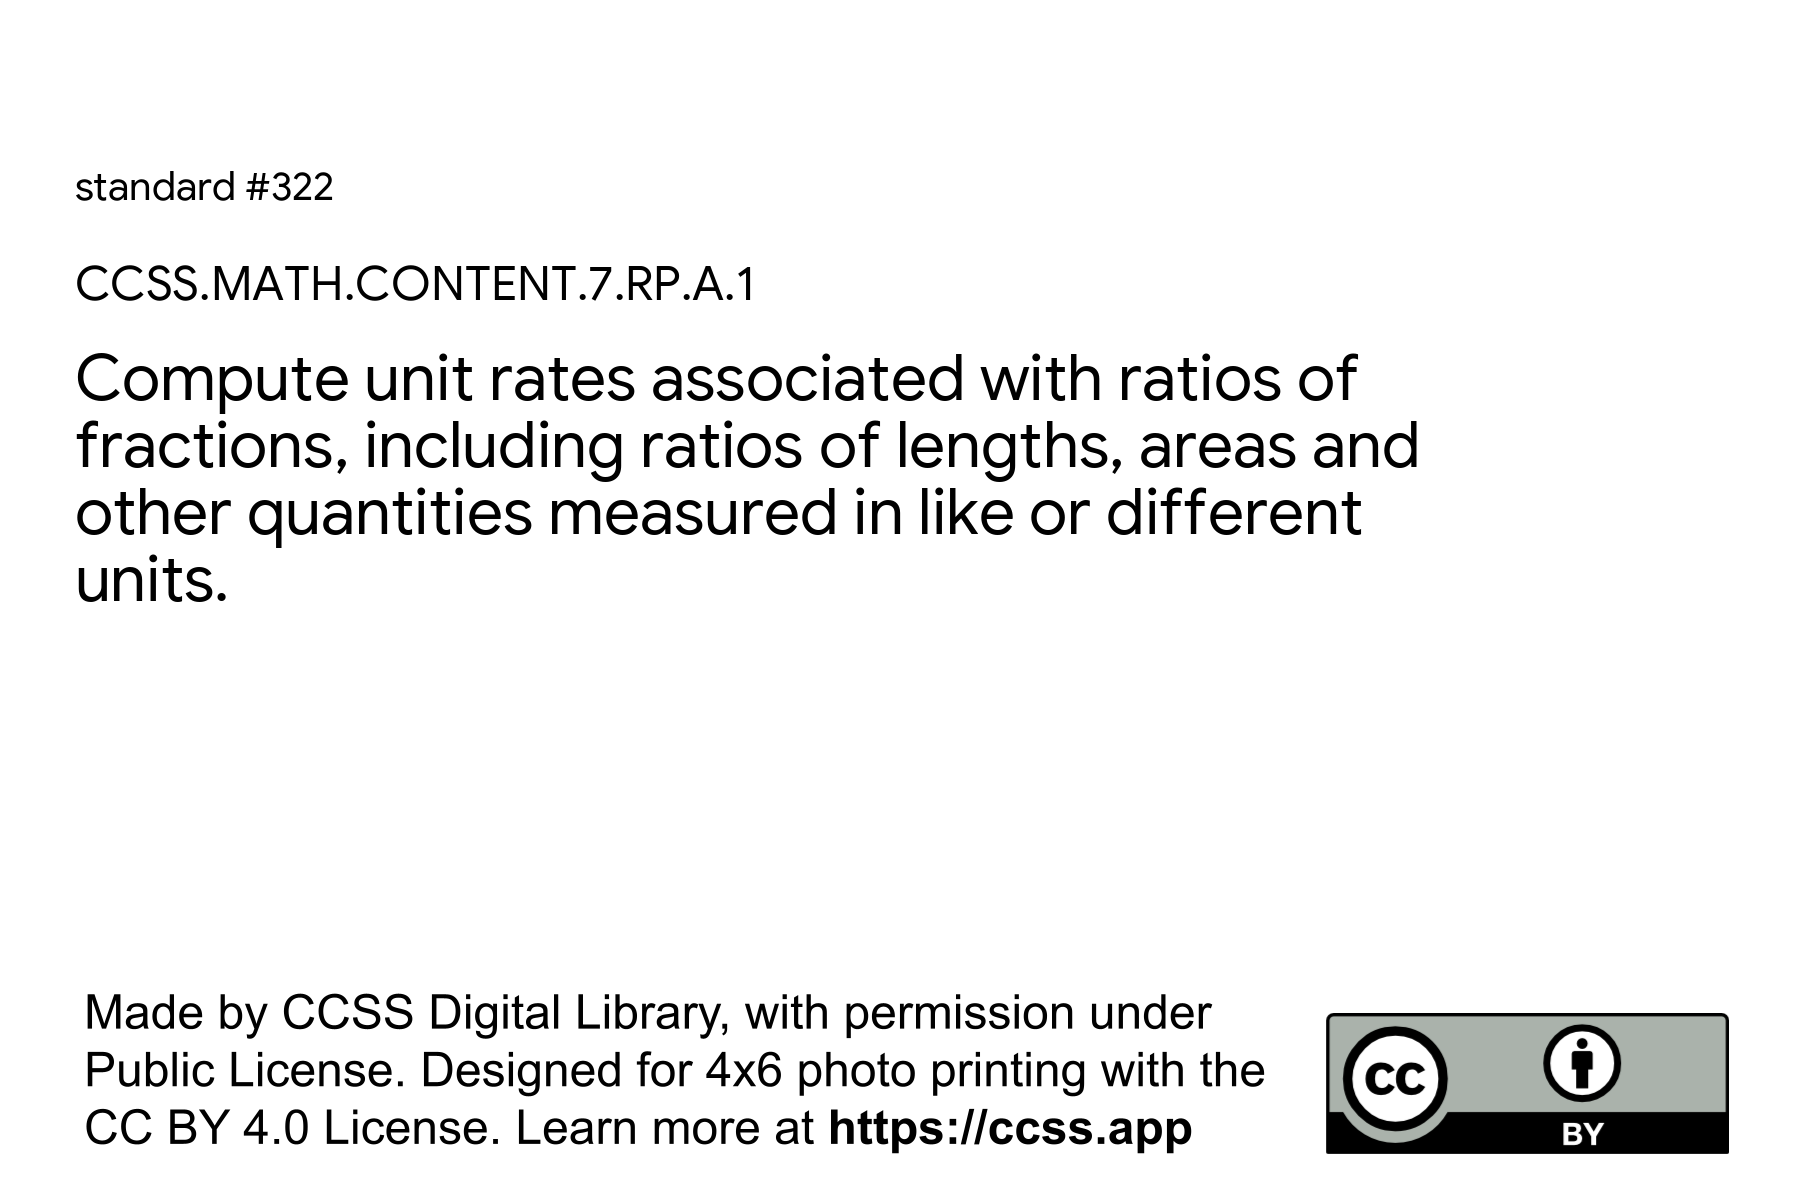 standard #322
CCSS.MATH.CONTENT.7.RP.A.1
Compute unit rates associated with ratios of
fractions, including ratios of lengths, areas and
other quantities measured in like or different
units.
Made by CCSS Digital Library, with permission under
Public License. Designed for 4x6 photo printing with the
CC BY 4.0 License. Learn more at https://ccss.app
CC
BY